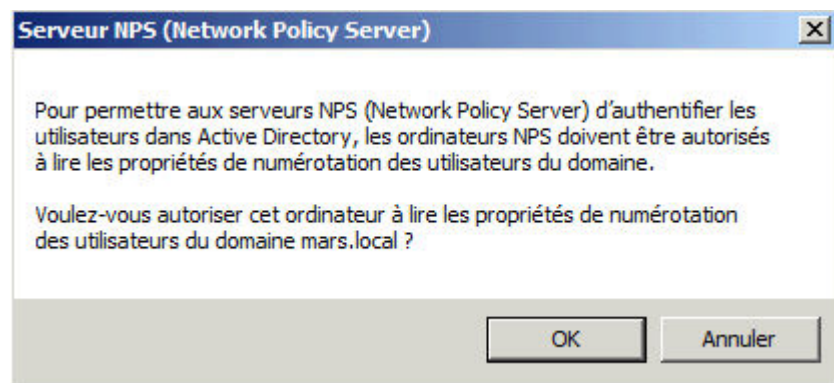 Serveur NPS (Network Policy Server)
Pour permettre aux serveurs NPS (Network Policy Server) d'authentifier les
utilisateurs dans Active Directory, les ordinateurs NPS doivent être autorisés
à lire les propriétés de numérotation des utilisateurs du domaine.
Voulez-vous autoriser cet ordinateur à lire les propriétés de numérotation
des utilisateurs du domaine mars.local ?
OK Annuler